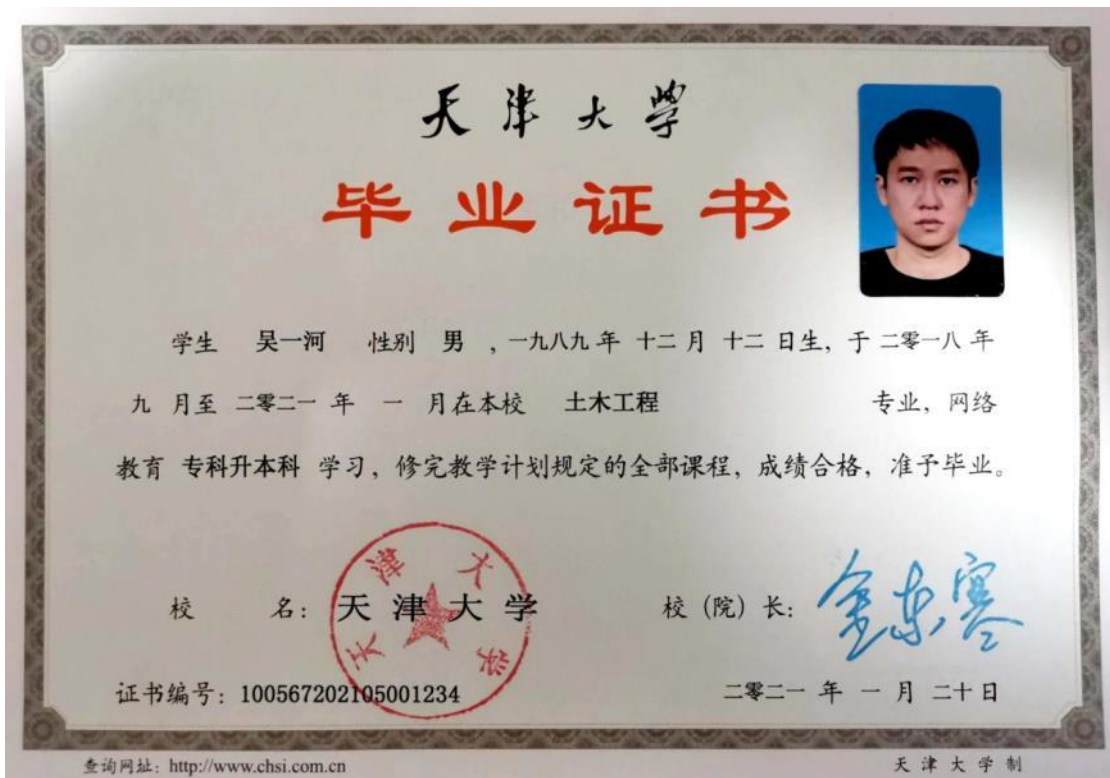 天津大学
毕业证书
学生 吴一河 性别 男 ，一九八九 年 十二 月 十二 日生，于 二零一八 年
九 月至 二零二一 年 一 月在本校 土木工程 专业，网络
教育 专科升本科 学习，修完教学计划规定的全部课程，成绩合格，准予毕业。
天津大学
校 名：天津大学 校（院）长：金东寒
证书编号：100567202105001234 二零二一 年 一 月 二十 日
查询网址：http://www.chsi.com.cn 天津大学制